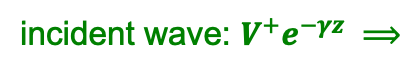 incident wave: V⁺e⁻ᵞᶻ ⟹